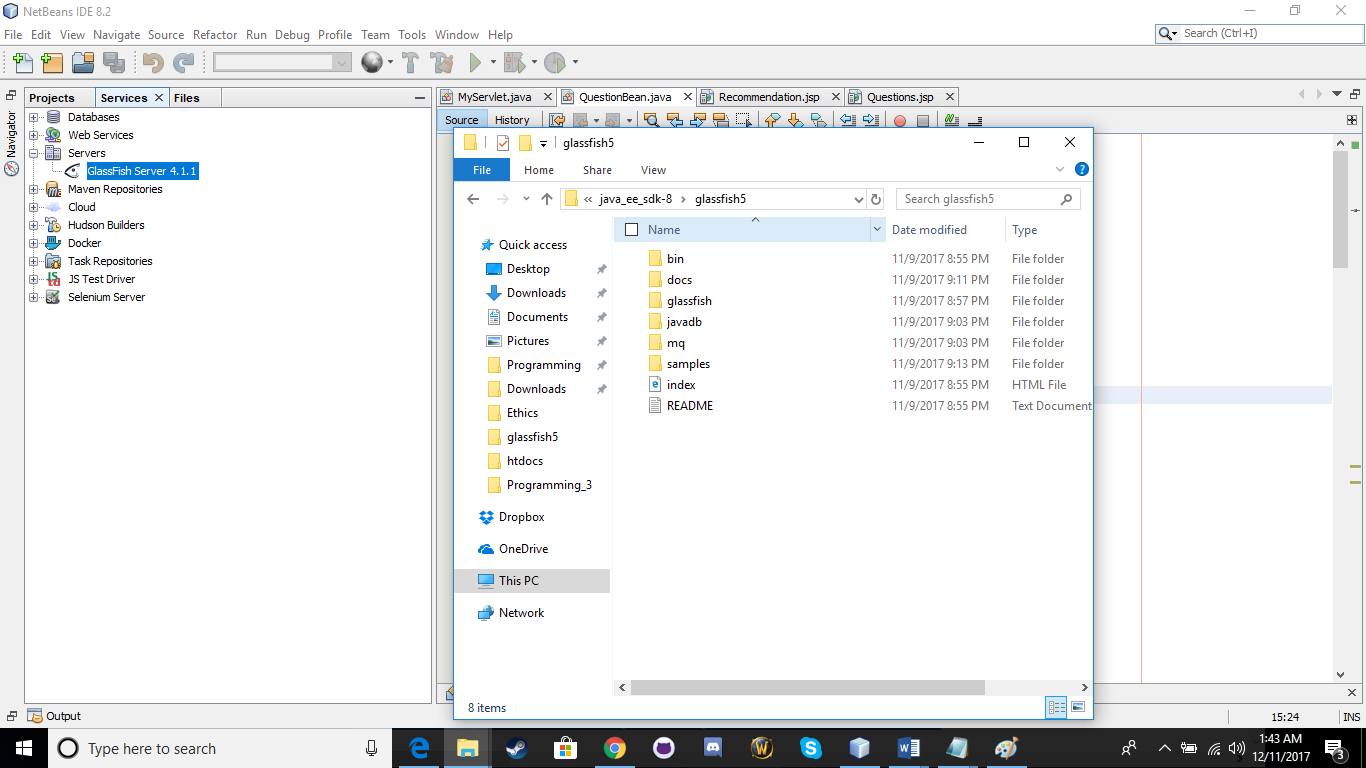 NetBeans IDE 8.2
File Edit View Navigate Source Refactor Run Debug Profile Team Tools Window Help
Search (Ctrl+I)
Projects Services Files
MyServlet.java QuestionBean.java Recommendation.jsp Questions.jsp
Navigator
Databases
Web Services
Servers
GlassFish Server 4.1.1
Maven Repositories
Cloud
Hudson Builders
Docker
Task Repositories
JS Test Driver
Selenium Server
Source History
glassfish5
File Home Share View
« java_ee_sdk-8 › glassfish5
Search glassfish5
Quick access
Desktop
Downloads
Documents
Pictures
Programming
Downloads
Ethics
glassfish5
htdocs
Programming_3
Dropbox
OneDrive
This PC
Network
Name Date modified Type
bin 11/9/2017 8:55 PM File folder
docs 11/9/2017 9:11 PM File folder
glassfish 11/9/2017 8:57 PM File folder
javadb 11/9/2017 9:03 PM File folder
mq 11/9/2017 9:03 PM File folder
samples 11/9/2017 9:13 PM File folder
index 11/9/2017 8:55 PM HTML File
README 11/9/2017 8:55 PM Text Document
8 items
Output
15:24 INS
Type here to search
1:43 AM
12/11/2017
3